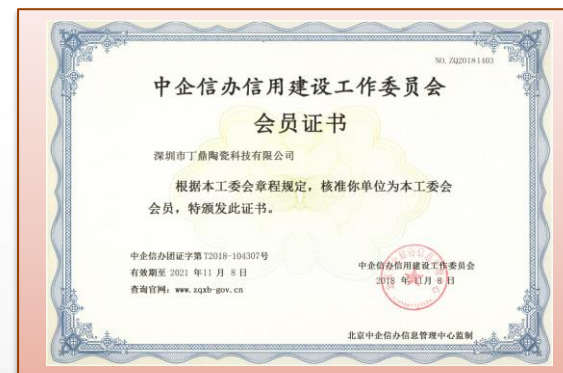 NO. ZQ20181403
中企信办信用建设工作委员会
会员证书
深圳市丁鼎陶瓷科技有限公司
根据本工委会章程规定，核准你单位为本工委会
会员，特颁发此证书。
中企信办团证字第T2018-104307号
有效期至 2021 年11 月 8 日
查询官网：www.zqxb-gov.cn
中企信办信用建设工作委员会
2018 年 11月 8 日
北京中企信办信息管理中心监制